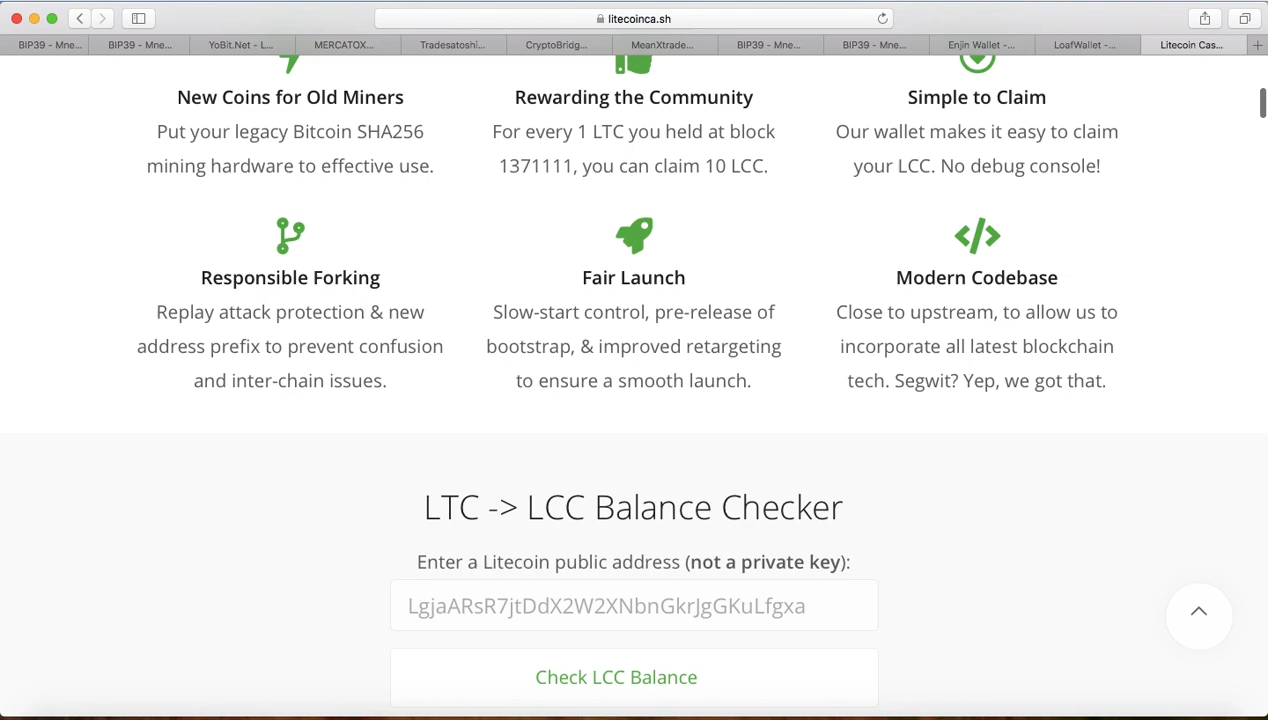 litecoinca.sh
BIP39 - Mne... BIP39 - Mne... YoBit.Net - L... MERCATOX... Tradesatoshi... CryptoBridg... MeanXtrade... BIP39 - Mne... BIP39 - Mne... Enjin Wallet -... LoafWallet -... Litecoin Cas...
New Coins for Old Miners
Put your legacy Bitcoin SHA256
mining hardware to effective use.
Rewarding the Community
For every 1 LTC you held at block
1371111, you can claim 10 LCC.
Simple to Claim
Our wallet makes it easy to claim
your LCC. No debug console!
Responsible Forking
Replay attack protection & new
address prefix to prevent confusion
and inter-chain issues.
Fair Launch
Slow-start control, pre-release of
bootstrap, & improved retargeting
to ensure a smooth launch.
Modern Codebase
Close to upstream, to allow us to
incorporate all latest blockchain
tech. Segwit? Yep, we got that.
LTC -> LCC Balance Checker
Enter a Litecoin public address (not a private key):
LgjaARsR7jtDdX2W2XNbnGkrJgGKuLfgxa
Check LCC Balance